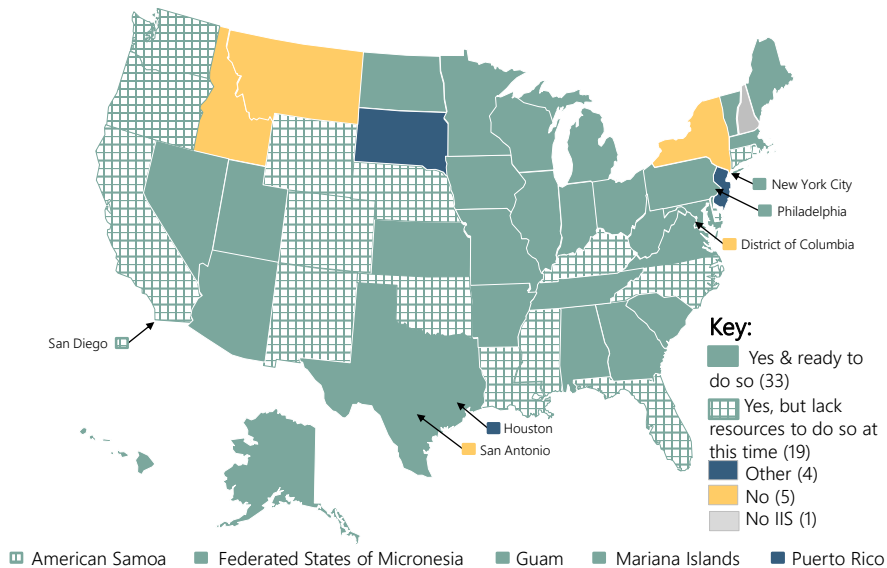 New York City
Philadelphia
District of Columbia
San Diego
Houston
San Antonio
Key:
Yes & ready to
do so (33)
Yes, but lack
resources to do so at
this time (19)
Other (4)
No (5)
No IIS (1)
American Samoa
Federated States of Micronesia
Guam
Mariana Islands
Puerto Rico